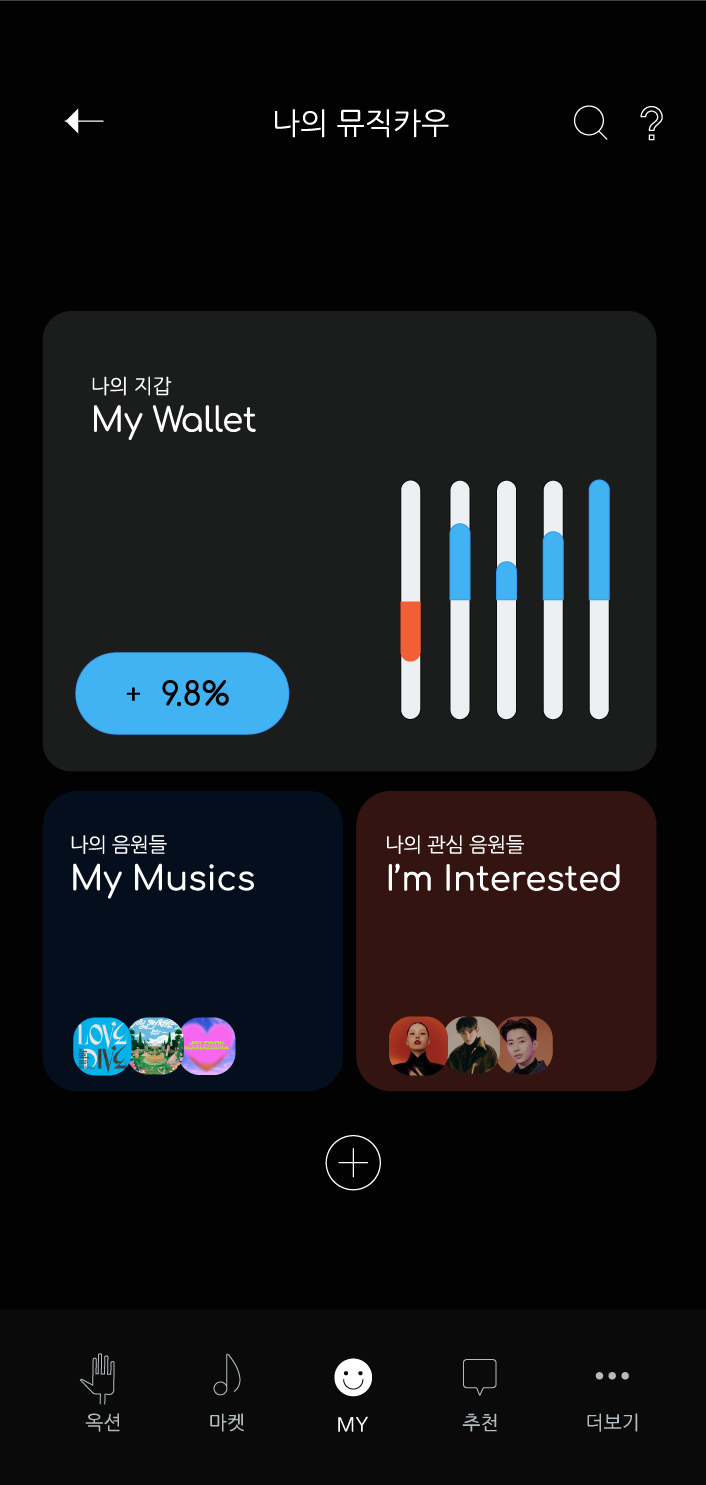 나의 뮤직카우
나의 지갑
My Wallet
+ 9.8%
나의 음원들
My Musics
나의 관심 음원들
I'm Interested
LOVE
DIVE
옥션
마켓
MY
추천
더보기